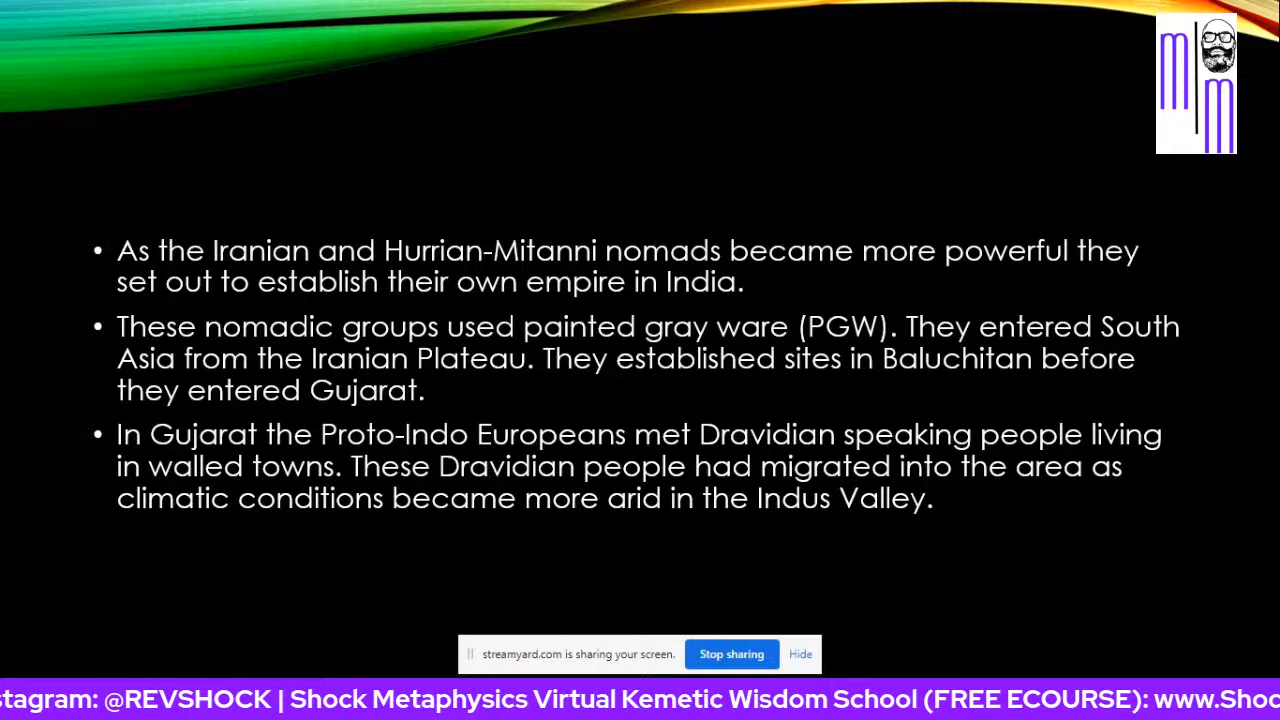 m
m
• As the Iranian and Hurrian-Mitanni nomads became more powerful they
set out to establish their own empire in India.
• These nomadic groups used painted gray ware (PGW). They entered South
Asia from the Iranian Plateau. They established sites in Baluchitan before
they entered Gujarat.
• In Gujarat the Proto-Indo Europeans met Dravidian speaking people living
in walled towns. These Dravidian people had migrated into the area as
climatic conditions became more arid in the Indus Valley.
streamyard.com is sharing your screen. Stop sharing Hide
stagram: @REVSHOCK | Shock Metaphysics Virtual Kemetic Wisdom School (FREE ECOURSE): www.Shoc